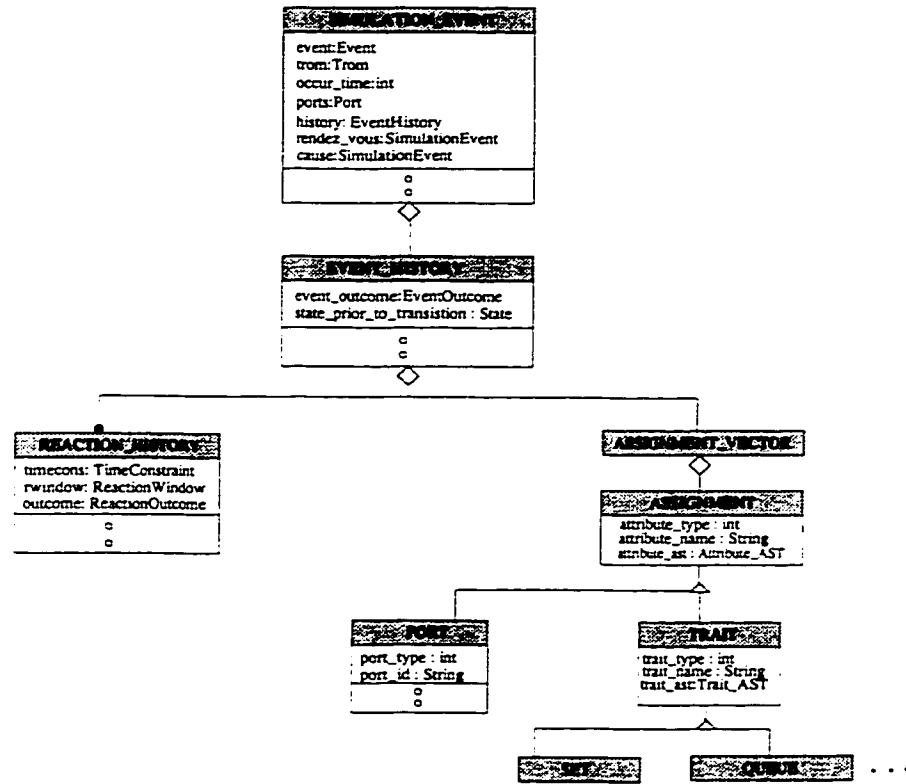 SIMULATION_EVENT
event:Event
trom:Trom
occur_time:int
ports:Port
history: EventHistory
rendez_vous:SimulationEvent
cause:SimulationEvent
EVENT_HISTORY
event_outcome:EventOutcome
state_prior_to_transistion : State
REACTION_HISTORY
timecons: TimeConstraint
rwindow: ReactionWindow
outcome: ReactionOutcome
ASSIGNMENT_VECTOR
ASSIGNMENT
attribute_type : int
attribute_name : String
attribute_ast : Attribute_AST
PORT
port_type : int
port_id : String
TRAIT
trait_type : int
trait_name : String
trait_ast:Trait_AST
SET
QUEUE
. . .